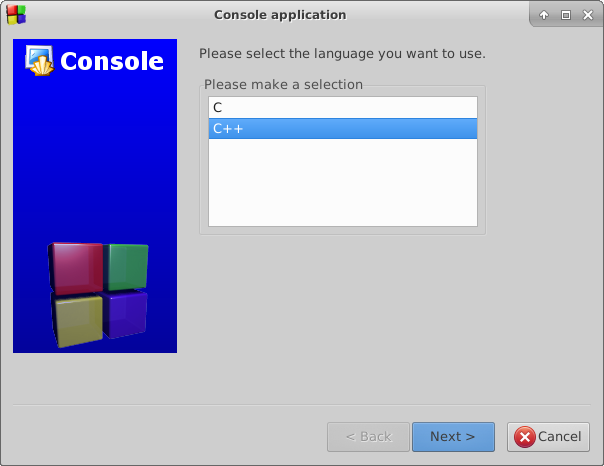 Console application
Console
Please select the language you want to use.
Please make a selection
C
C++
< Back
Next >
Cancel